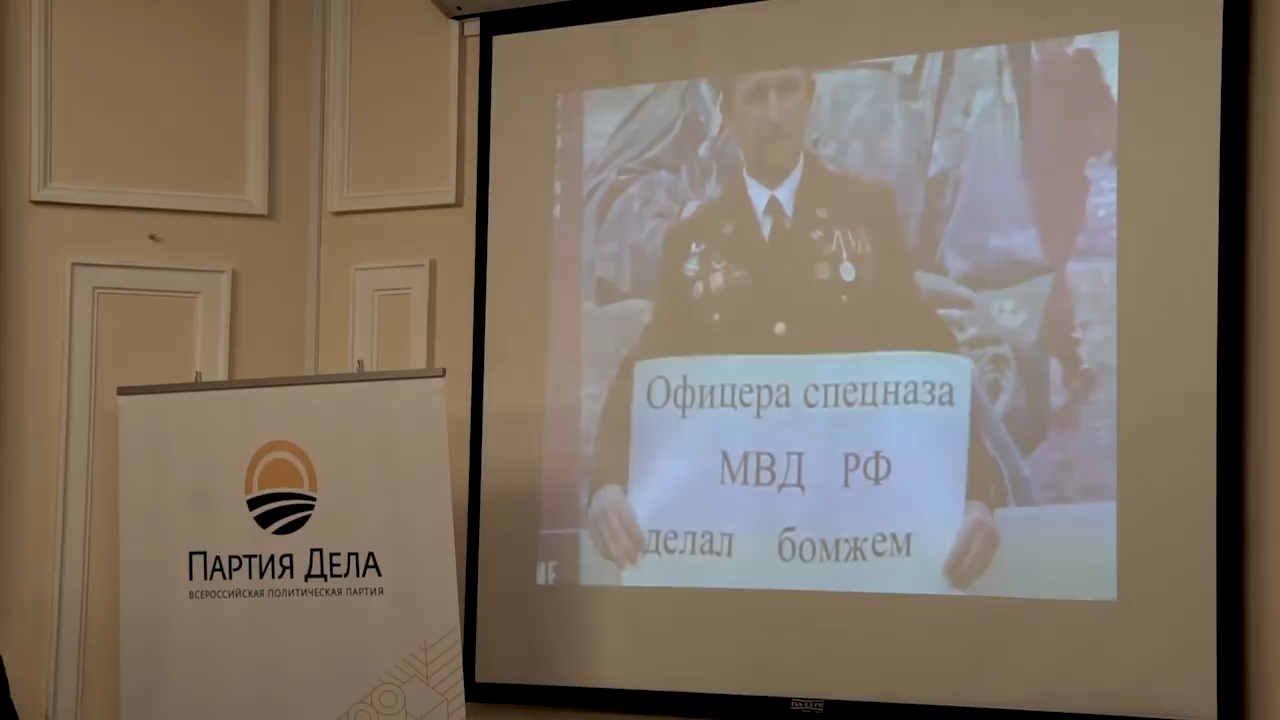 Партия Дела
ВСЕРОССИЙСКАЯ ПОЛИТИЧЕСКАЯ ПАРТИЯ
Офицера спецназа
МВД РФ
делал бомжем